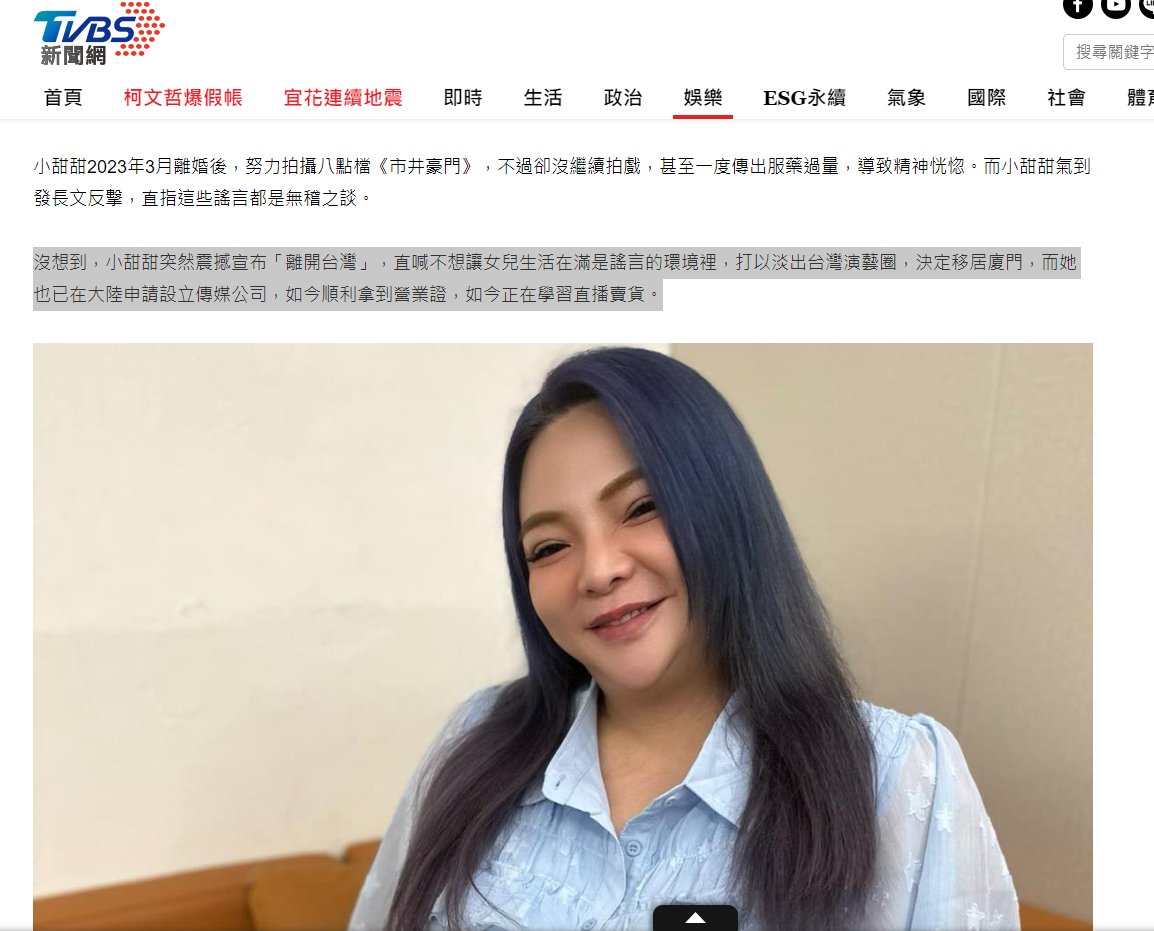 TVBS
新聞網
搜尋關鍵字
首頁 柯文哲爆假帳 宜花連續地震 即時 生活 政治 娛樂 ESG永續 氣象 國際 社會 體育
小甜甜2023年3月離婚後，努力拍攝八點檔《市井豪門》，不過卻沒繼續拍戲，甚至一度傳出服藥過量，導致精神恍惚。而小甜甜氣到
發長文反擊，直指這些謠言都是無稽之談。
沒想到，小甜甜突然震撼宣布「離開台灣」，直喊不想讓女兒生活在滿是謠言的環境裡，打以淡出台灣演藝圈，決定移居廈門，而她
也已在大陸申請設立傳媒公司，如今順利拿到營業證，如今正在學習直播賣貨。